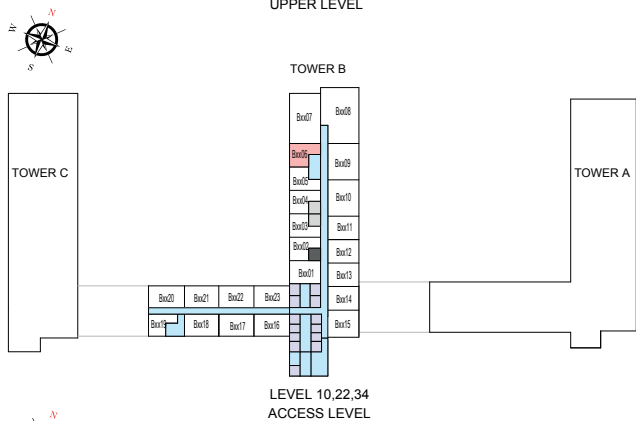 UPPER LEVEL
N
W
E
S
TOWER B
Bxx08
Bxx07
Bxx06
Bxx09
TOWER C
TOWER A
Bxx05
Bxx10
Bxx04
Bxx03
Bxx11
Bxx02
Bxx12
Bxx01
Bxx13
Bxx20
Bxx21
Bxx22
Bxx23
Bxx14
Bxx19
Bxx18
Bxx17
Bxx16
Bxx15
LEVEL 10,22,34
ACCESS LEVEL
N